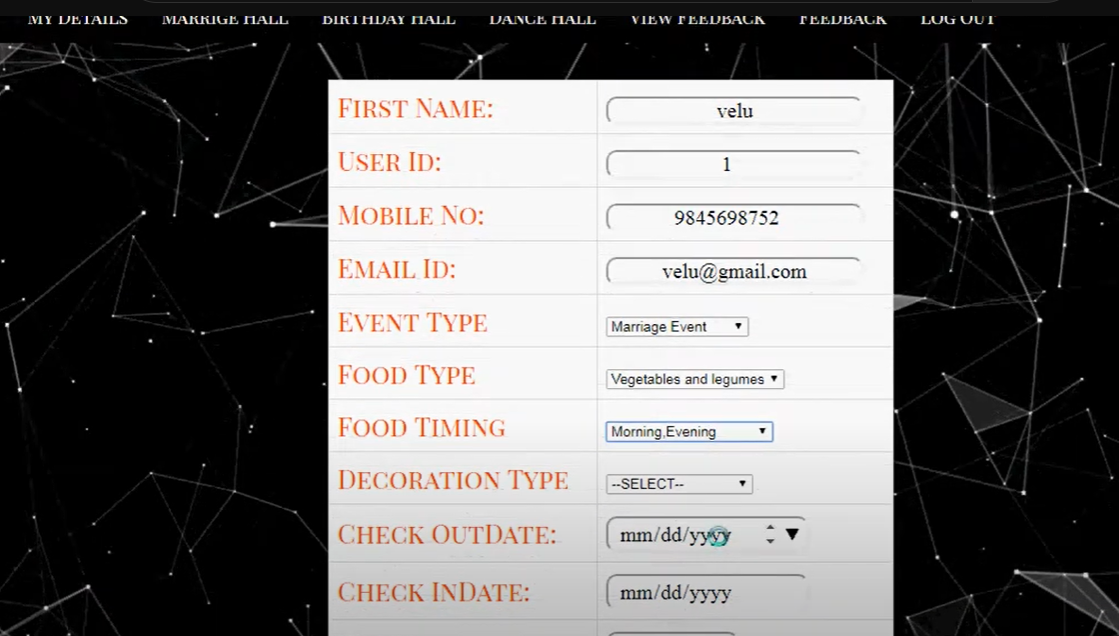 MY DETAILS MARRIGE HALL BIRTHDAY HALL DANCE HALL VIEW FEEDBACK FEEDBACK LOG OUT
FIRST NAME: velu
USER ID: 1
MOBILE NO: 9845698752
EMAIL ID: velu@gmail.com
EVENT TYPE Marriage Event
FOOD TYPE Vegetables and legumes
FOOD TIMING Morning,Evening
DECORATION TYPE --SELECT--
CHECK OUTDATE: mm/dd/yyyy
CHECK INDATE: mm/dd/yyyy